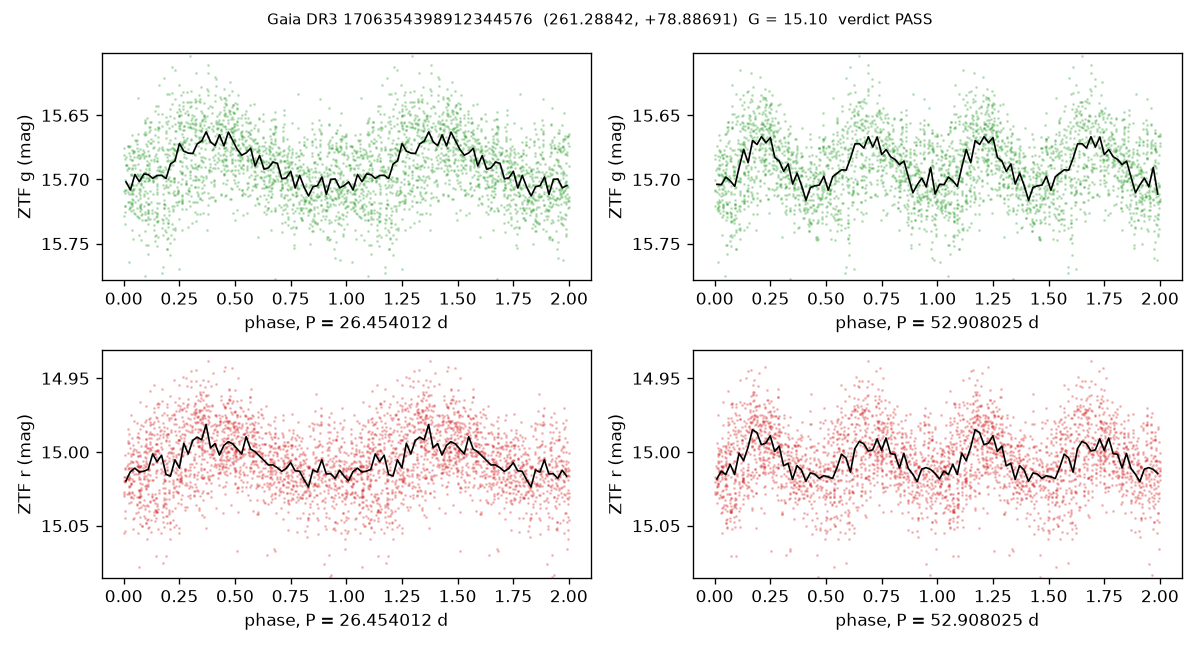 Gaia DR3 1706354398912344576  (261.28842, +78.88691)  G = 15.10  verdict PASS
ZTF g (mag)
15.65
15.70
15.75
0.00 0.25 0.50 0.75 1.00 1.25 1.50 1.75 2.00
phase, P = 26.454012 d
ZTF g (mag)
15.65
15.70
15.75
0.00 0.25 0.50 0.75 1.00 1.25 1.50 1.75 2.00
phase, P = 52.908025 d
ZTF r (mag)
14.95
15.00
15.05
0.00 0.25 0.50 0.75 1.00 1.25 1.50 1.75 2.00
phase, P = 26.454012 d
ZTF r (mag)
14.95
15.00
15.05
0.00 0.25 0.50 0.75 1.00 1.25 1.50 1.75 2.00
phase, P = 52.908025 d